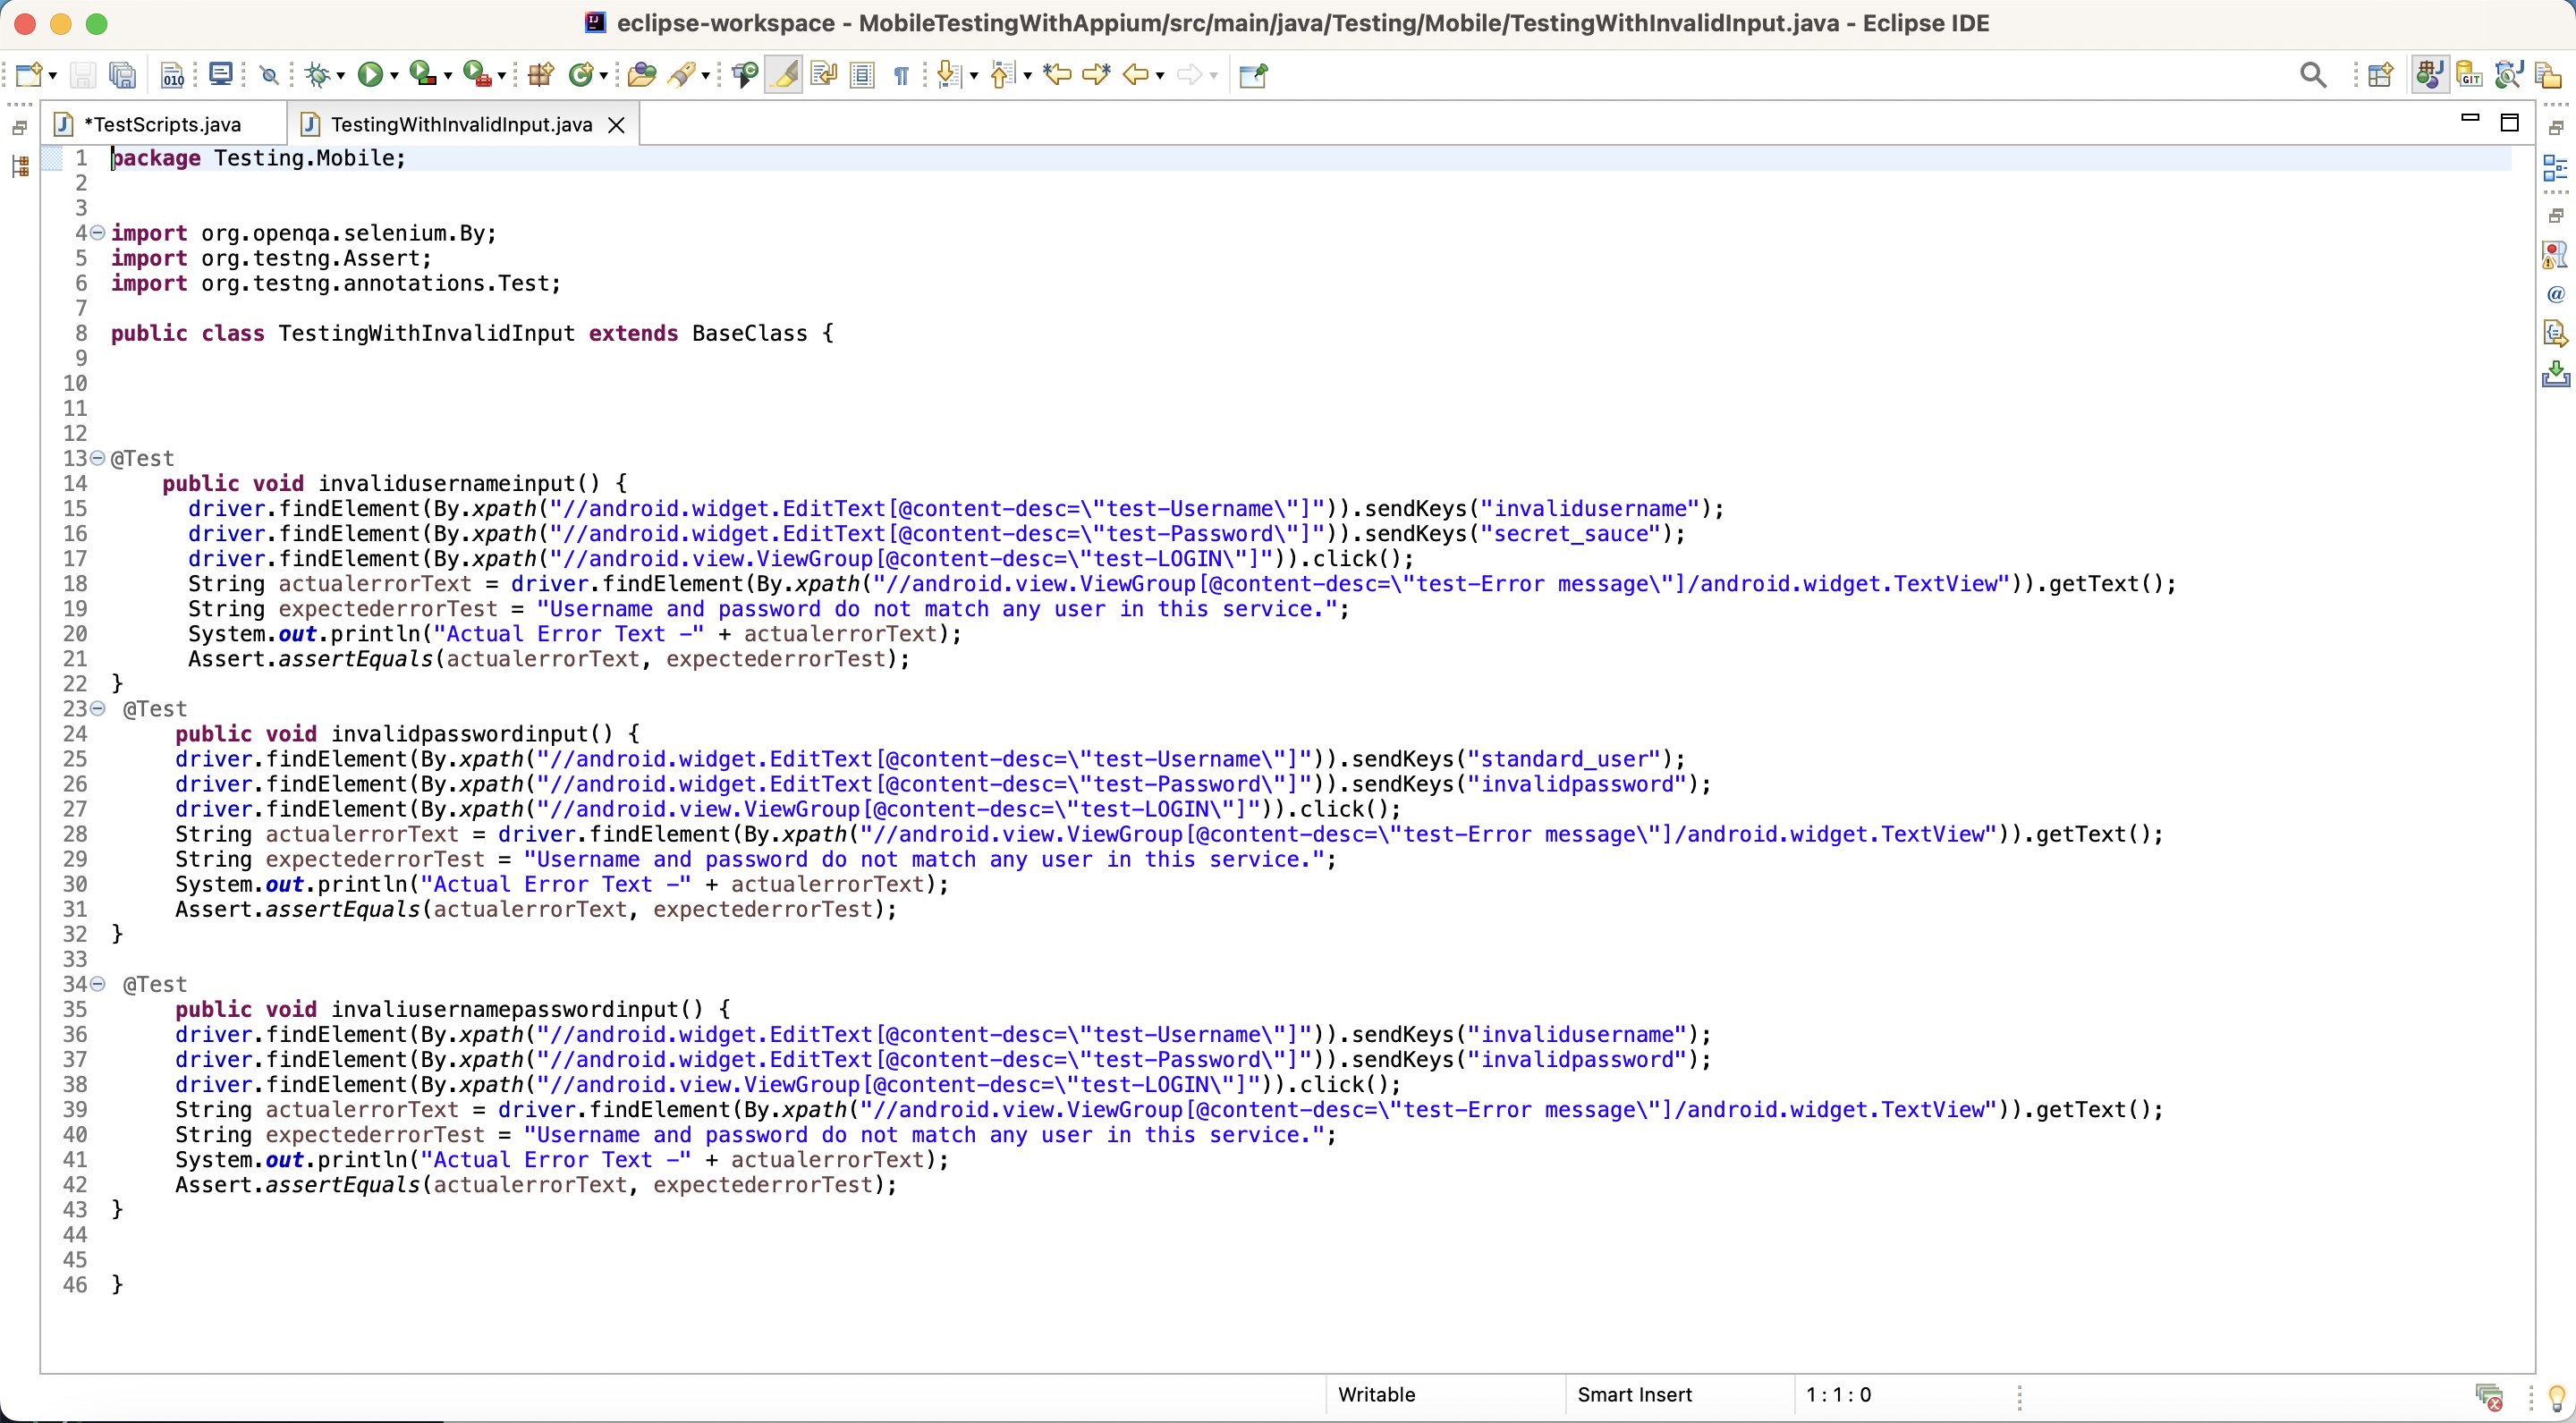 eclipse-workspace - MobileTestingWithAppium/src/main/java/Testing/Mobile/TestingWithInvalidInput.java - Eclipse IDE
*TestScripts.java
TestingWithInvalidInput.java
1 package Testing.Mobile;
2
3
4 import org.openqa.selenium.By;
5 import org.testng.Assert;
6 import org.testng.annotations.Test;
7
8 public class TestingWithInvalidInput extends BaseClass {
9
10
11
12
13 @Test
14 public void invalidusernameinput() {
15 driver.findElement(By.xpath("//android.widget.EditText[@content-desc=\"test-Username\"]")).sendKeys("invalidusername");
16 driver.findElement(By.xpath("//android.widget.EditText[@content-desc=\"test-Password\"]")).sendKeys("secret_sauce");
17 driver.findElement(By.xpath("//android.view.ViewGroup[@content-desc=\"test-LOGIN\"]")).click();
18 String actualerrorText = driver.findElement(By.xpath("//android.view.ViewGroup[@content-desc=\"test-Error message\"]/android.widget.TextView")).getText();
19 String expectederrorTest = "Username and password do not match any user in this service.";
20 System.out.println("Actual Error Text -" + actualerrorText);
21 Assert.assertEquals(actualerrorText, expectederrorTest);
22 }
23 @Test
24 public void invalidpasswordinput() {
25 driver.findElement(By.xpath("//android.widget.EditText[@content-desc=\"test-Username\"]")).sendKeys("standard_user");
26 driver.findElement(By.xpath("//android.widget.EditText[@content-desc=\"test-Password\"]")).sendKeys("invalidpassword");
27 driver.findElement(By.xpath("//android.view.ViewGroup[@content-desc=\"test-LOGIN\"]")).click();
28 String actualerrorText = driver.findElement(By.xpath("//android.view.ViewGroup[@content-desc=\"test-Error message\"]/android.widget.TextView")).getText();
29 String expectederrorTest = "Username and password do not match any user in this service.";
30 System.out.println("Actual Error Text -" + actualerrorText);
31 Assert.assertEquals(actualerrorText, expectederrorTest);
32 }
33
34 @Test
35 public void invaliusernamepasswordinput() {
36 driver.findElement(By.xpath("//android.widget.EditText[@content-desc=\"test-Username\"]")).sendKeys("invalidusername");
37 driver.findElement(By.xpath("//android.widget.EditText[@content-desc=\"test-Password\"]")).sendKeys("invalidpassword");
38 driver.findElement(By.xpath("//android.view.ViewGroup[@content-desc=\"test-LOGIN\"]")).click();
39 String actualerrorText = driver.findElement(By.xpath("//android.view.ViewGroup[@content-desc=\"test-Error message\"]/android.widget.TextView")).getText();
40 String expectederrorTest = "Username and password do not match any user in this service.";
41 System.out.println("Actual Error Text -" + actualerrorText);
42 Assert.assertEquals(actualerrorText, expectederrorTest);
43 }
44
45
46 }
Writable
Smart Insert
1 : 1 : 0